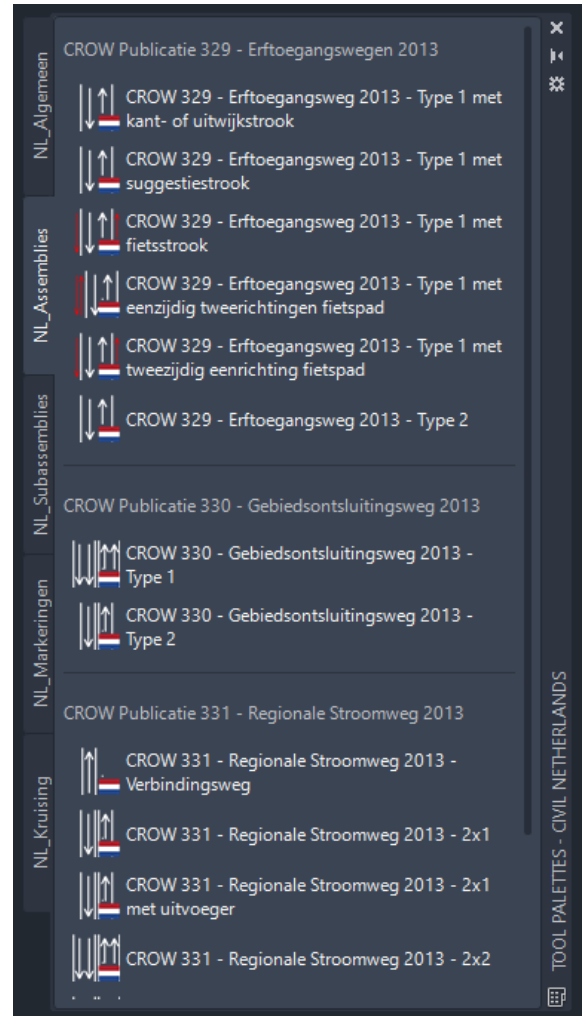 NL_Algemeen
NL_Assemblies
NL_Subassemblies
NL_Markeringen
NL_Kruising
CROW Publicatie 329 - Erftoegangswegen 2013
CROW 329 - Erftoegangsweg 2013 - Type 1 met
kant- of uitwijkstrook
CROW 329 - Erftoegangsweg 2013 - Type 1 met
suggestiestrook
CROW 329 - Erftoegangsweg 2013 - Type 1 met
fietsstrook
CROW 329 - Erftoegangsweg 2013 - Type 1 met
eenzijdig tweerichtingen fietspad
CROW 329 - Erftoegangsweg 2013 - Type 1 met
tweezijdig eenrichting fietspad
CROW 329 - Erftoegangsweg 2013 - Type 2
CROW Publicatie 330 - Gebiedsontsluitingsweg 2013
CROW 330 - Gebiedsontsluitingsweg 2013 -
Type 1
CROW 330 - Gebiedsontsluitingsweg 2013 -
Type 2
CROW Publicatie 331 - Regionale Stroomweg 2013
CROW 331 - Regionale Stroomweg 2013 -
Verbindingsweg
CROW 331 - Regionale Stroomweg 2013 - 2x1
CROW 331 - Regionale Stroomweg 2013 - 2x1
met uitvoeger
CROW 331 - Regionale Stroomweg 2013 - 2x2
TOOL PALETTES - CIVIL NETHERLANDS